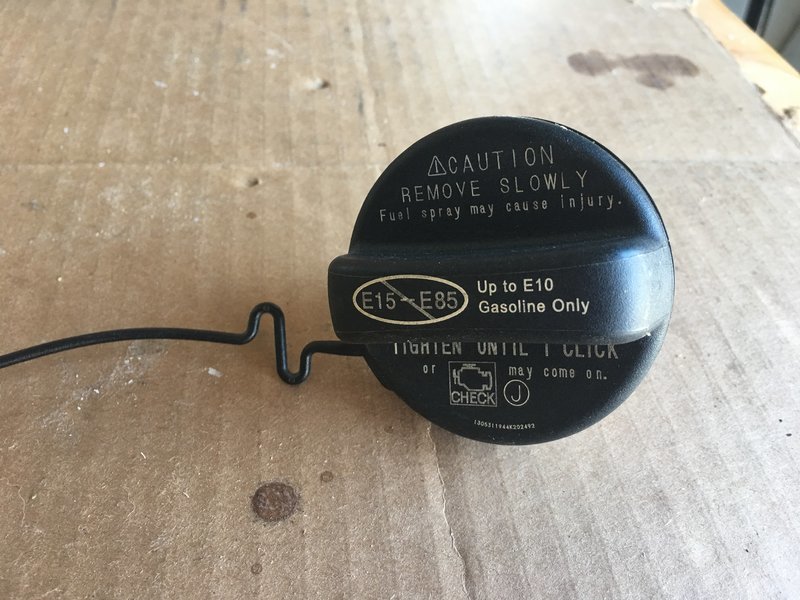 ⚠CAUTION
REMOVE SLOWLY
Fuel spray may cause injury.
E15--E85
Up to E10
Gasoline Only
TIGHTEN UNTIL 1 CLICK
or CHECK may come on.
J
1305311944K202492